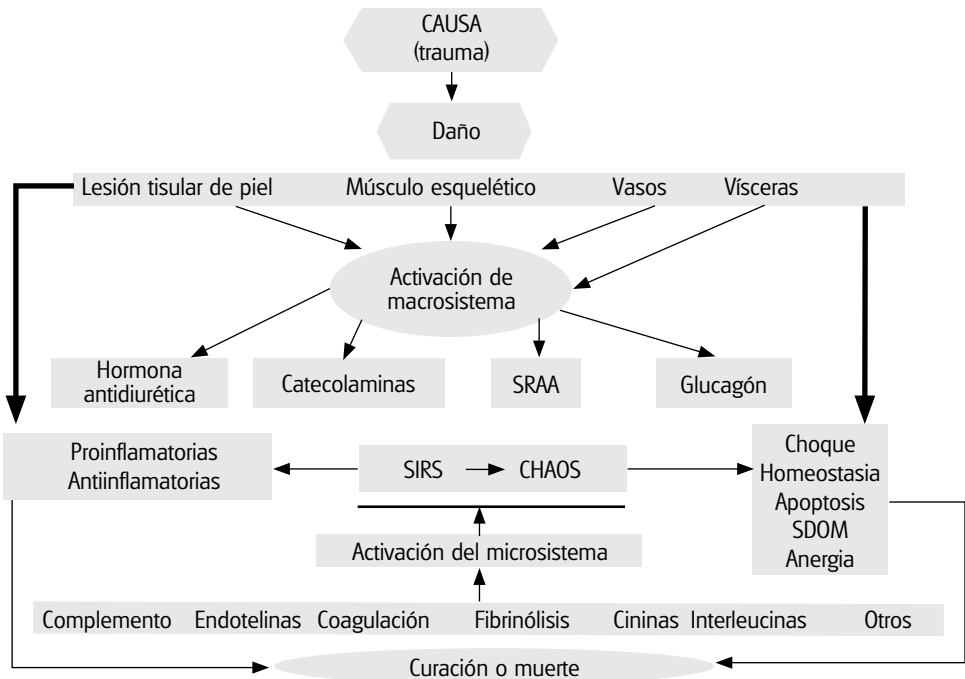 CAUSA
(trauma)
Daño
Lesión tisular de piel Músculo esquelético Vasos Vísceras
Activación de
macrosistema
Hormona
antidiurética
Catecolaminas
SRAA
Glucagón
Proinflamatorias
Antiinflamatorias
SIRS CHAOS
Choque
Homeostasia
Apoptosis
SDOM
Anergia
Activación del microsistema
Complemento Endotelinas Coagulación Fibrinólisis Cininas Interleucinas Otros
Curación o muerte